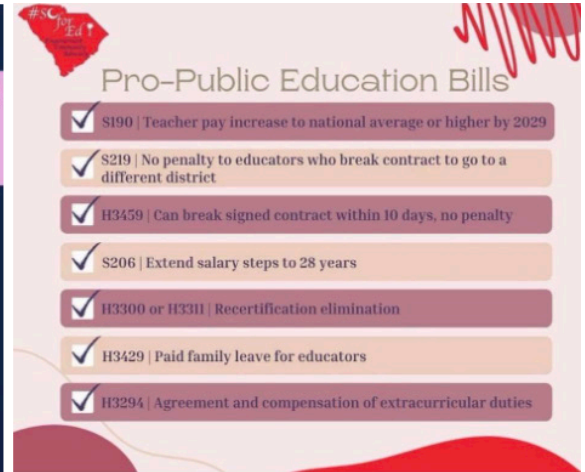 #SC
for
Ed
Pro-Public Education Bills
S190 | Teacher pay increase to national average or higher by 2029
S219 | No penalty to educators who break contract to go to a
different district
H3459 | Can break signed contract within 10 days, no penalty
S206 | Extend salary steps to 28 years
H3300 or H3311 | Recertification elimination
H3429 | Paid family leave for educators
H3294 | Agreement and compensation of extracurricular duties